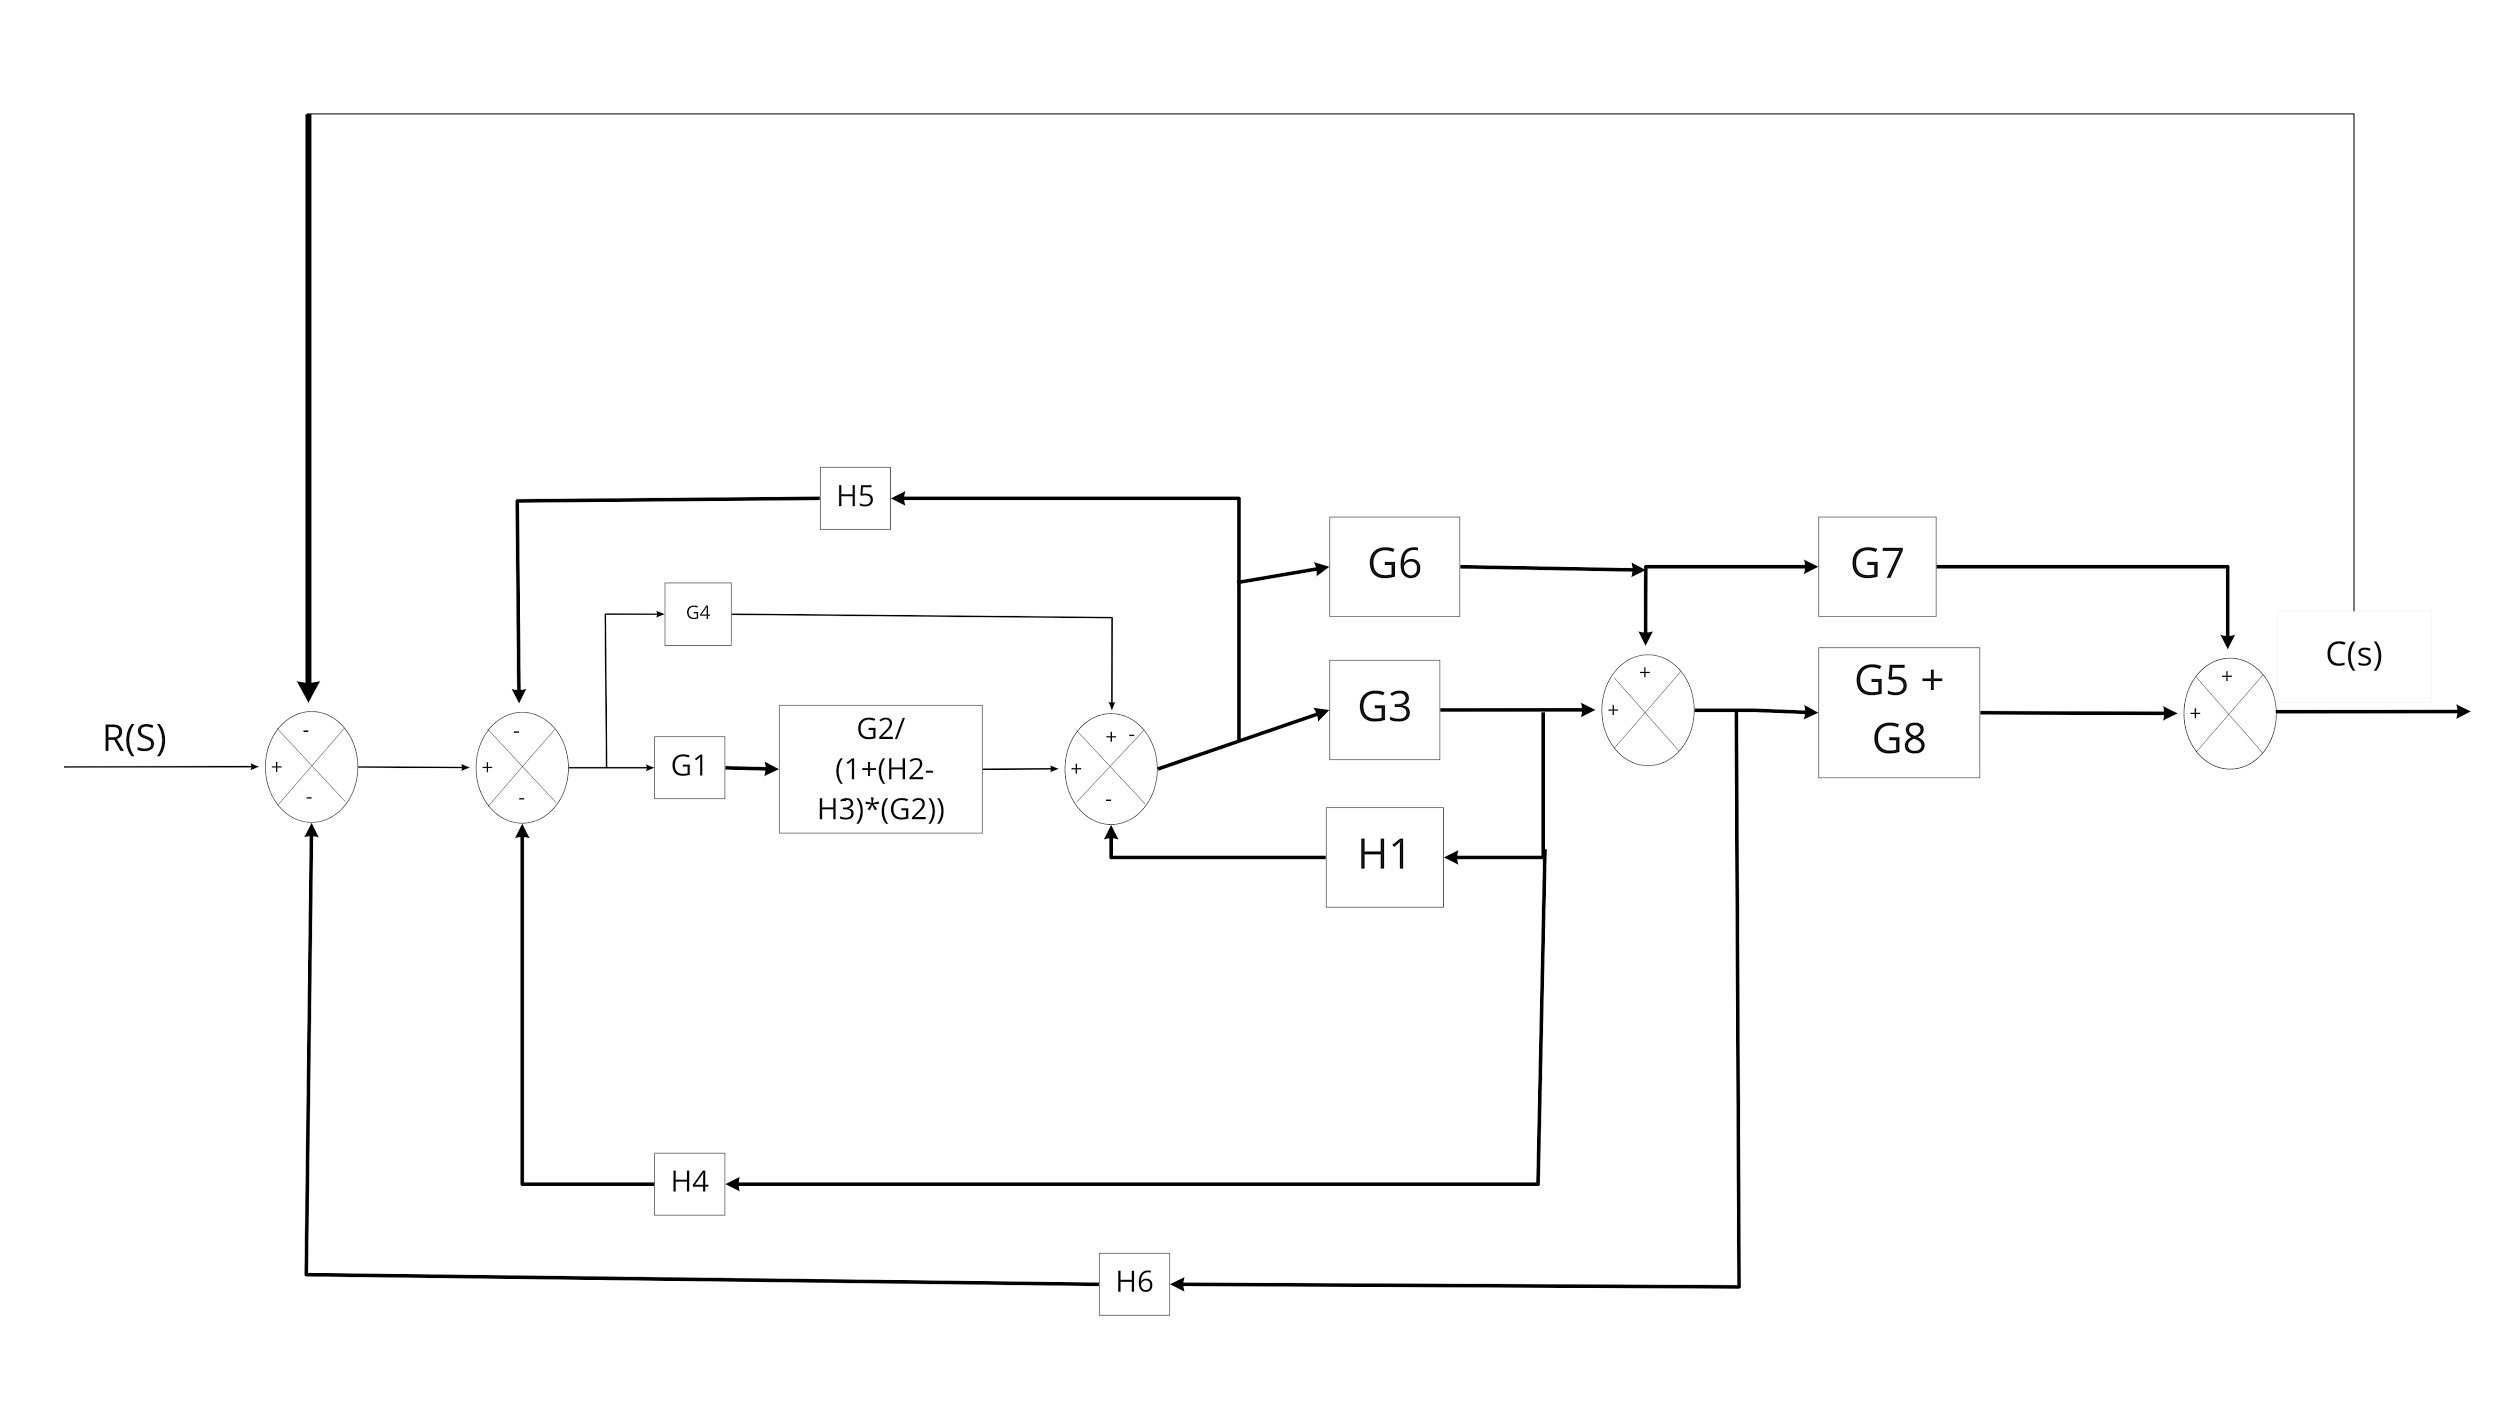 H5
G6
G7
G4
C(s)
G5 +
G8
+
+
G3
+
+
R(S)
-
+
-
-
+
-
G1
G2/
(1+(H2-
H3)*(G2))
+ -
+
-
H1
H4
H6